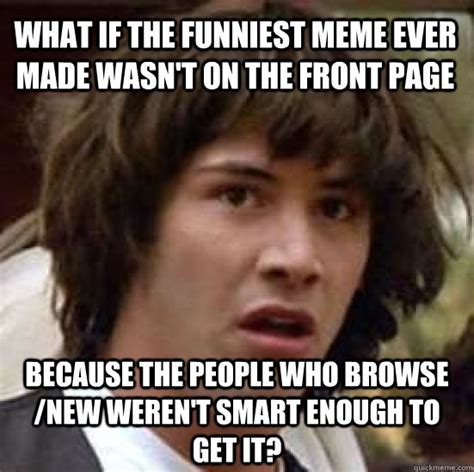 WHAT IF THE FUNNIEST MEME EVER
MADE WASN'T ON THE FRONT PAGE
BECAUSE THE PEOPLE WHO BROWSE
/NEW WEREN'T SMART ENOUGH TO
GET IT?
quickmeme.com